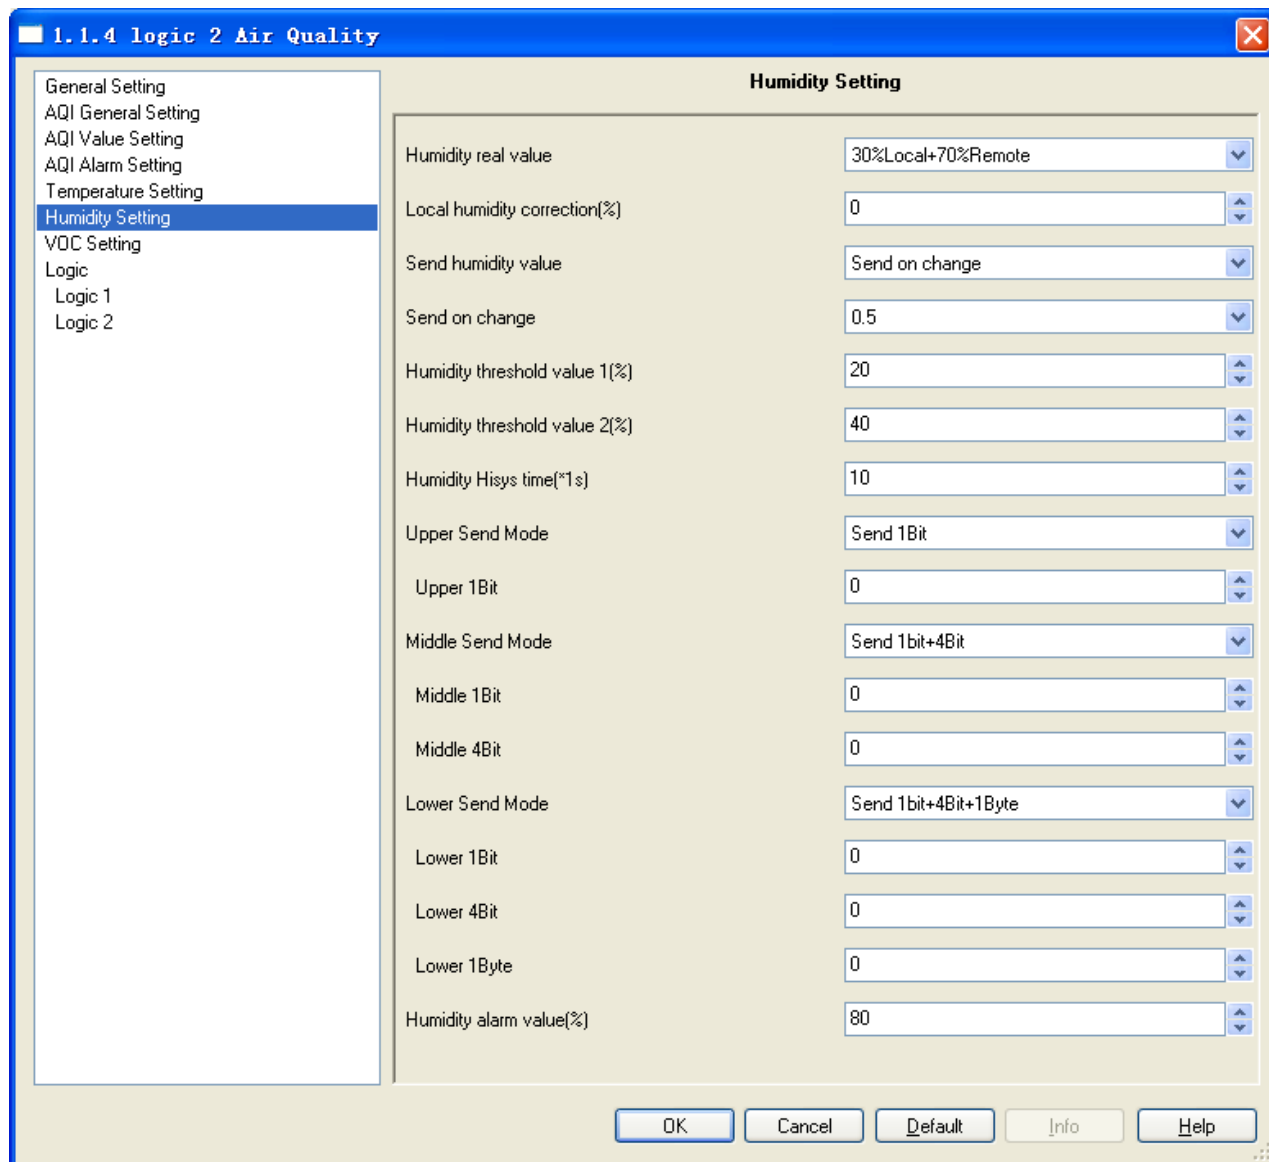 1.1.4 logic 2 Air Quality
General Setting
AQI General Setting
AQI Value Setting
AQI Alarm Setting
Temperature Setting
Humidity Setting
VOC Setting
Logic
Logic 1
Logic 2
Humidity Setting
Humidity real value 30%Local+70%Remote
Local humidity correction(%) 0
Send humidity value Send on change
Send on change 0.5
Humidity threshold value 1(%) 20
Humidity threshold value 2(%) 40
Humidity Hisys time(*1s) 10
Upper Send Mode Send 1Bit
Upper 1Bit 0
Middle Send Mode Send 1bit+4Bit
Middle 1Bit 0
Middle 4Bit 0
Lower Send Mode Send 1bit+4Bit+1Byte
Lower 1Bit 0
Lower 4Bit 0
Lower 1Byte 0
Humidity alarm value(%) 80
OK Cancel Default Info Help